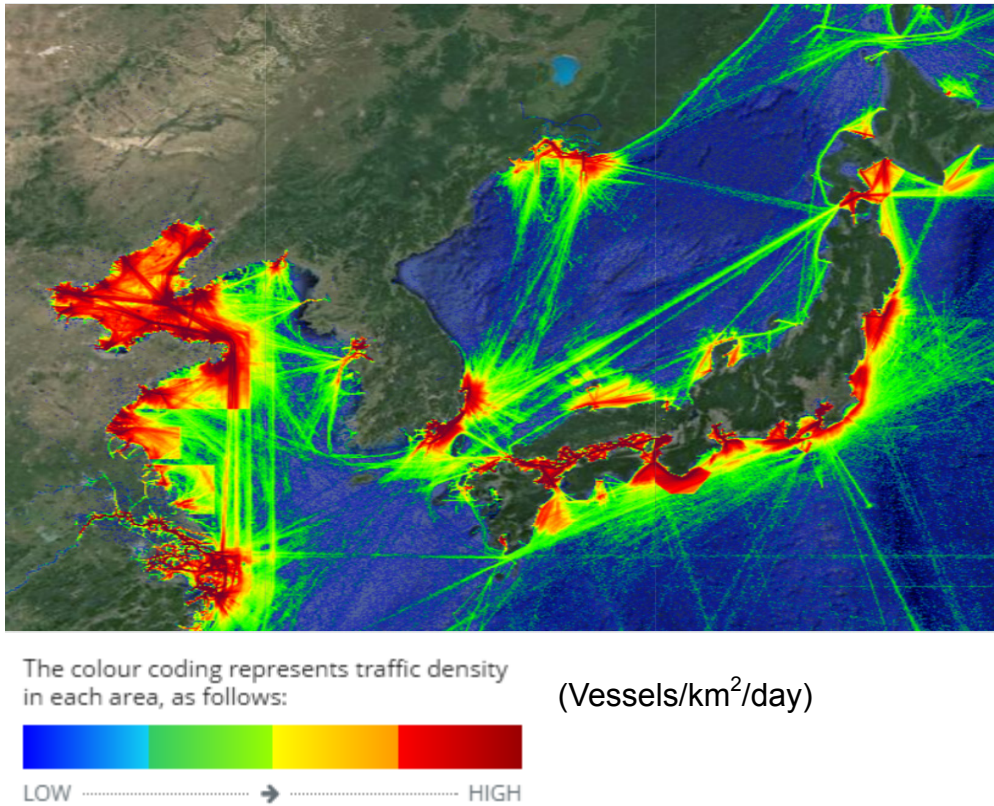 The colour coding represents traffic density
in each area, as follows:
(Vessels/km²/day)
LOW → HIGH